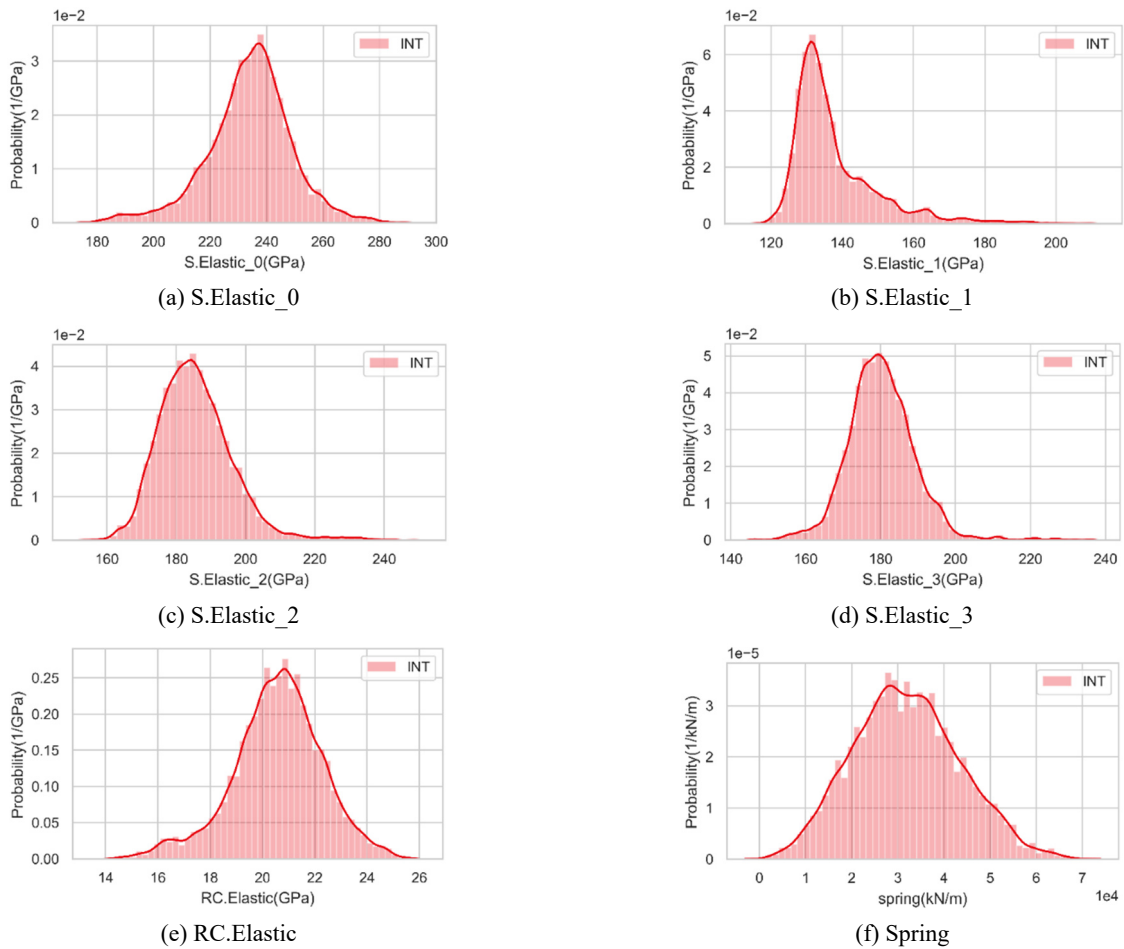 1e-2
INT
Probability(1/GPa)
3
2
1
0
180 200 220 240 260 280 300
S.Elastic_0(GPa)
(a) S.Elastic_0
1e-2
INT
Probability(1/GPa)
6
4
2
0
120 140 160 180 200
S.Elastic_1(GPa)
(b) S.Elastic_1
1e-2
INT
Probability(1/GPa)
4
3
2
1
0
160 180 200 220 240
S.Elastic_2(GPa)
(c) S.Elastic_2
1e-2
INT
Probability(1/GPa)
5
4
3
2
1
0
140 160 180 200 220 240
S.Elastic_3(GPa)
(d) S.Elastic_3
INT
Probability(1/GPa)
0.25
0.20
0.15
0.10
0.05
0.00
14 16 18 20 22 24 26
RC.Elastic(GPa)
(e) RC.Elastic
1e-5
INT
Probability(1/kN/m)
3
2
1
0
0 1 2 3 4 5 6 7
1e4
spring(kN/m)
(f) Spring